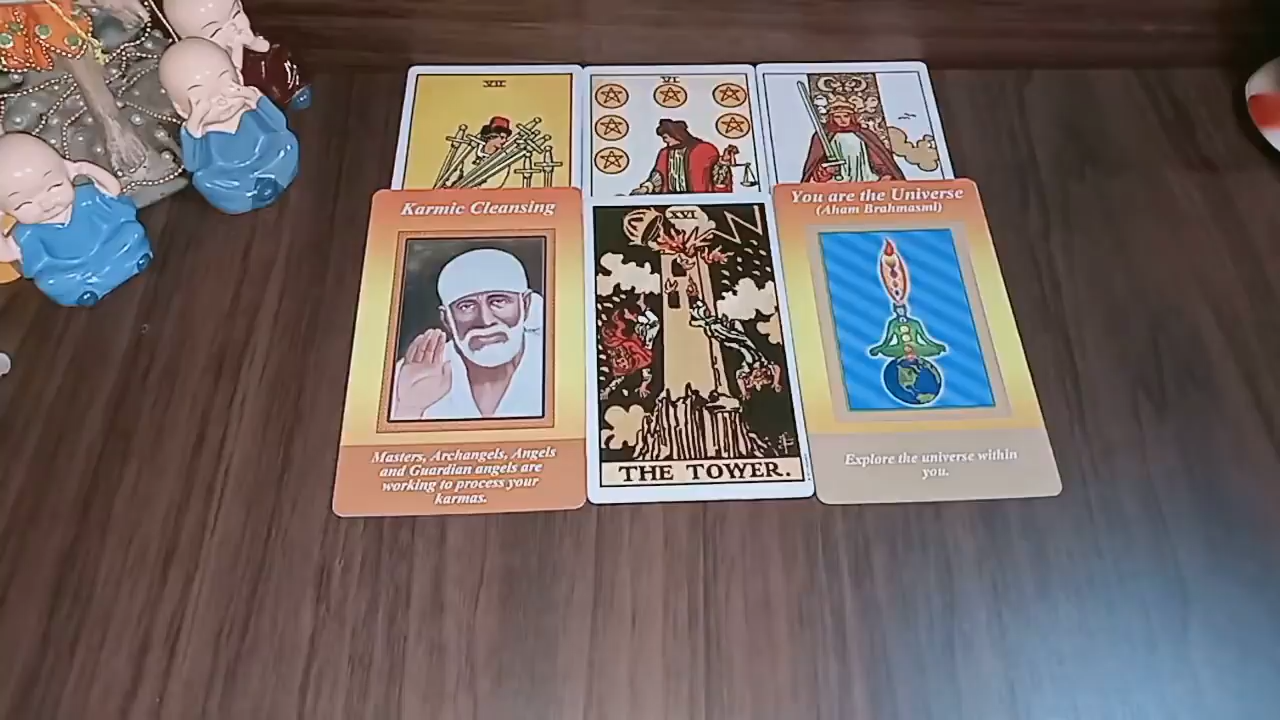 VII
VI
Karmic Cleansing
Masters, Archangels, Angels
and Guardian angels are
working to process your
karmas.
XVI
THE TOWER.
You are the Universe
(Aham Brahmasmi)
Explore the universe within
you.